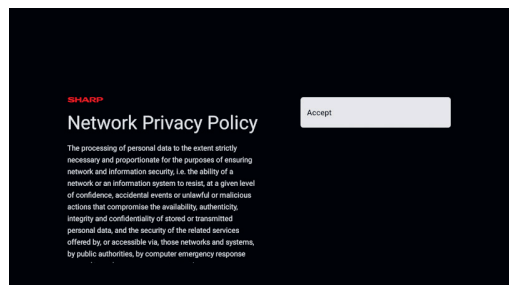 SHARP
Network Privacy Policy
The processing of personal data to the extent strictly
necessary and proportionate for the purposes of ensuring
network and information security, i.e. the ability of a
network or an information system to resist, at a given level
of confidence, accidental events or unlawful or malicious
actions that compromise the availability, authenticity,
integrity and confidentiality of stored or transmitted
personal data, and the security of the related services
offered by, or accessible via, those networks and systems,
by public authorities, by computer emergency response
Accept